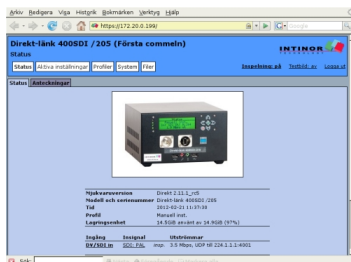 Arkiv Redigera Visa Historik Bokmärken Verktyg Hjälp
https://172.20.0.199/
Google
Direkt-länk 400SDI /205 (Första commeln)
Status
INTINOR
Status Aktiva inställningar Profiler System Filer
Inspelning: på Testbild: av Logga ut
Status Anteckningar
Mjukvaruversion Direkt 2.11.1_rc5
Modell och serienummer Direkt-länk 400SDI /205
Tid 2012-02-21 11:37:38
Profil Manuell inst.
Lagringsenhet 14.5GB använt av 14.9GB (97%)
Ingång Insignal Utströmmar
DV/SDI in SDI: PAL insp. 3.5 Mbps, UDP till 224.1.1.1:4001
Sök: